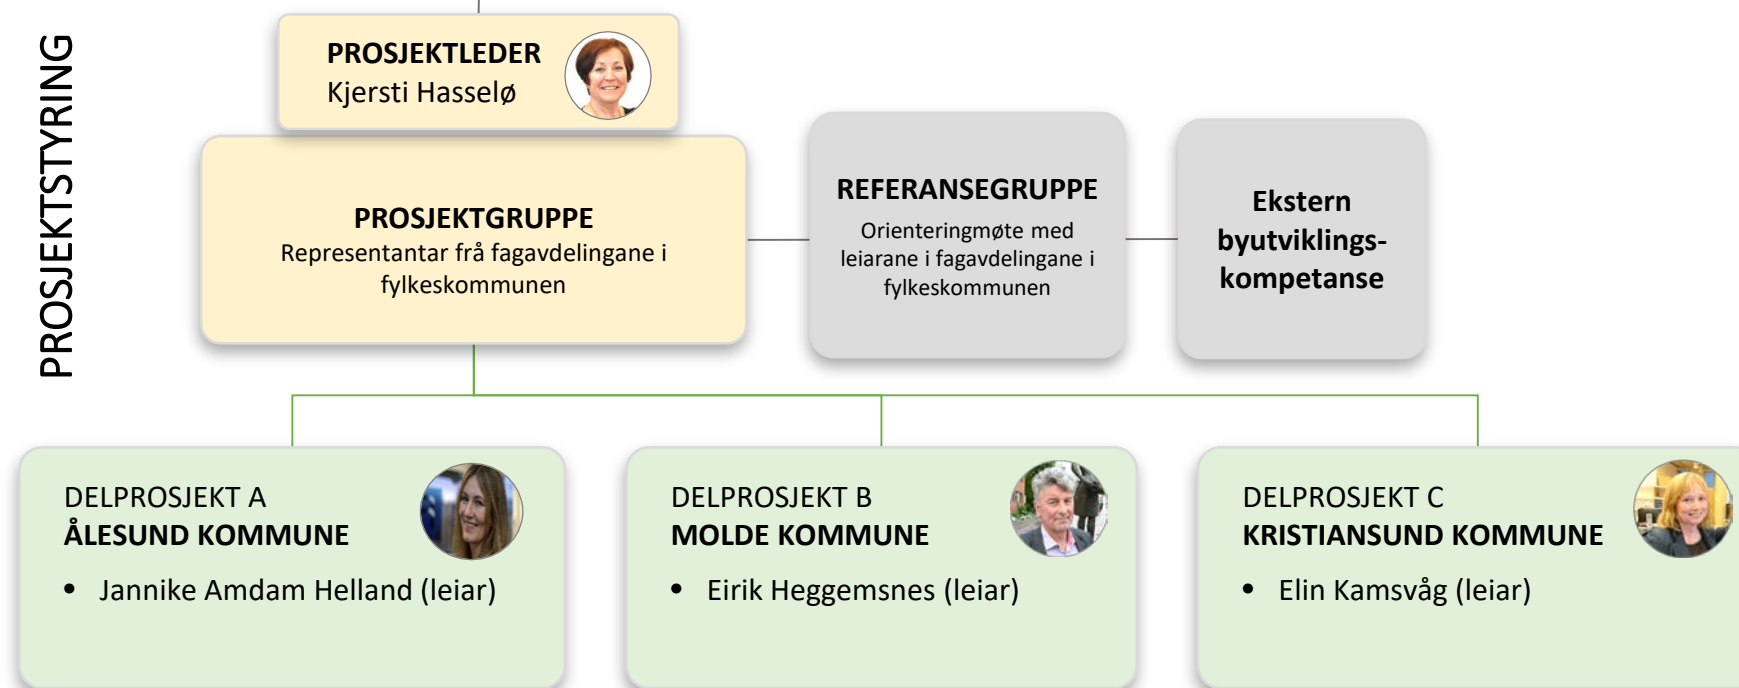 PROSJEKTSTYRING
PROSJEKTLEDER
Kjersti Hasselø
PROSJEKTGRUPPE
Representantar frå fagavdelingane i
fylkeskommunen
REFERANSEGRUPPE
Orienteringmøte med
leiarane i fagavdelingane i
fylkeskommunen
Ekstern
byutviklings-
kompetanse
DELPROSJEKT A
ÅLESUND KOMMUNE
• Jannike Amdam Helland (leiar)
DELPROSJEKT B
MOLDE KOMMUNE
• Eirik Heggemsnes (leiar)
DELPROSJEKT C
KRISTIANSUND KOMMUNE
• Elin Kamsvåg (leiar)